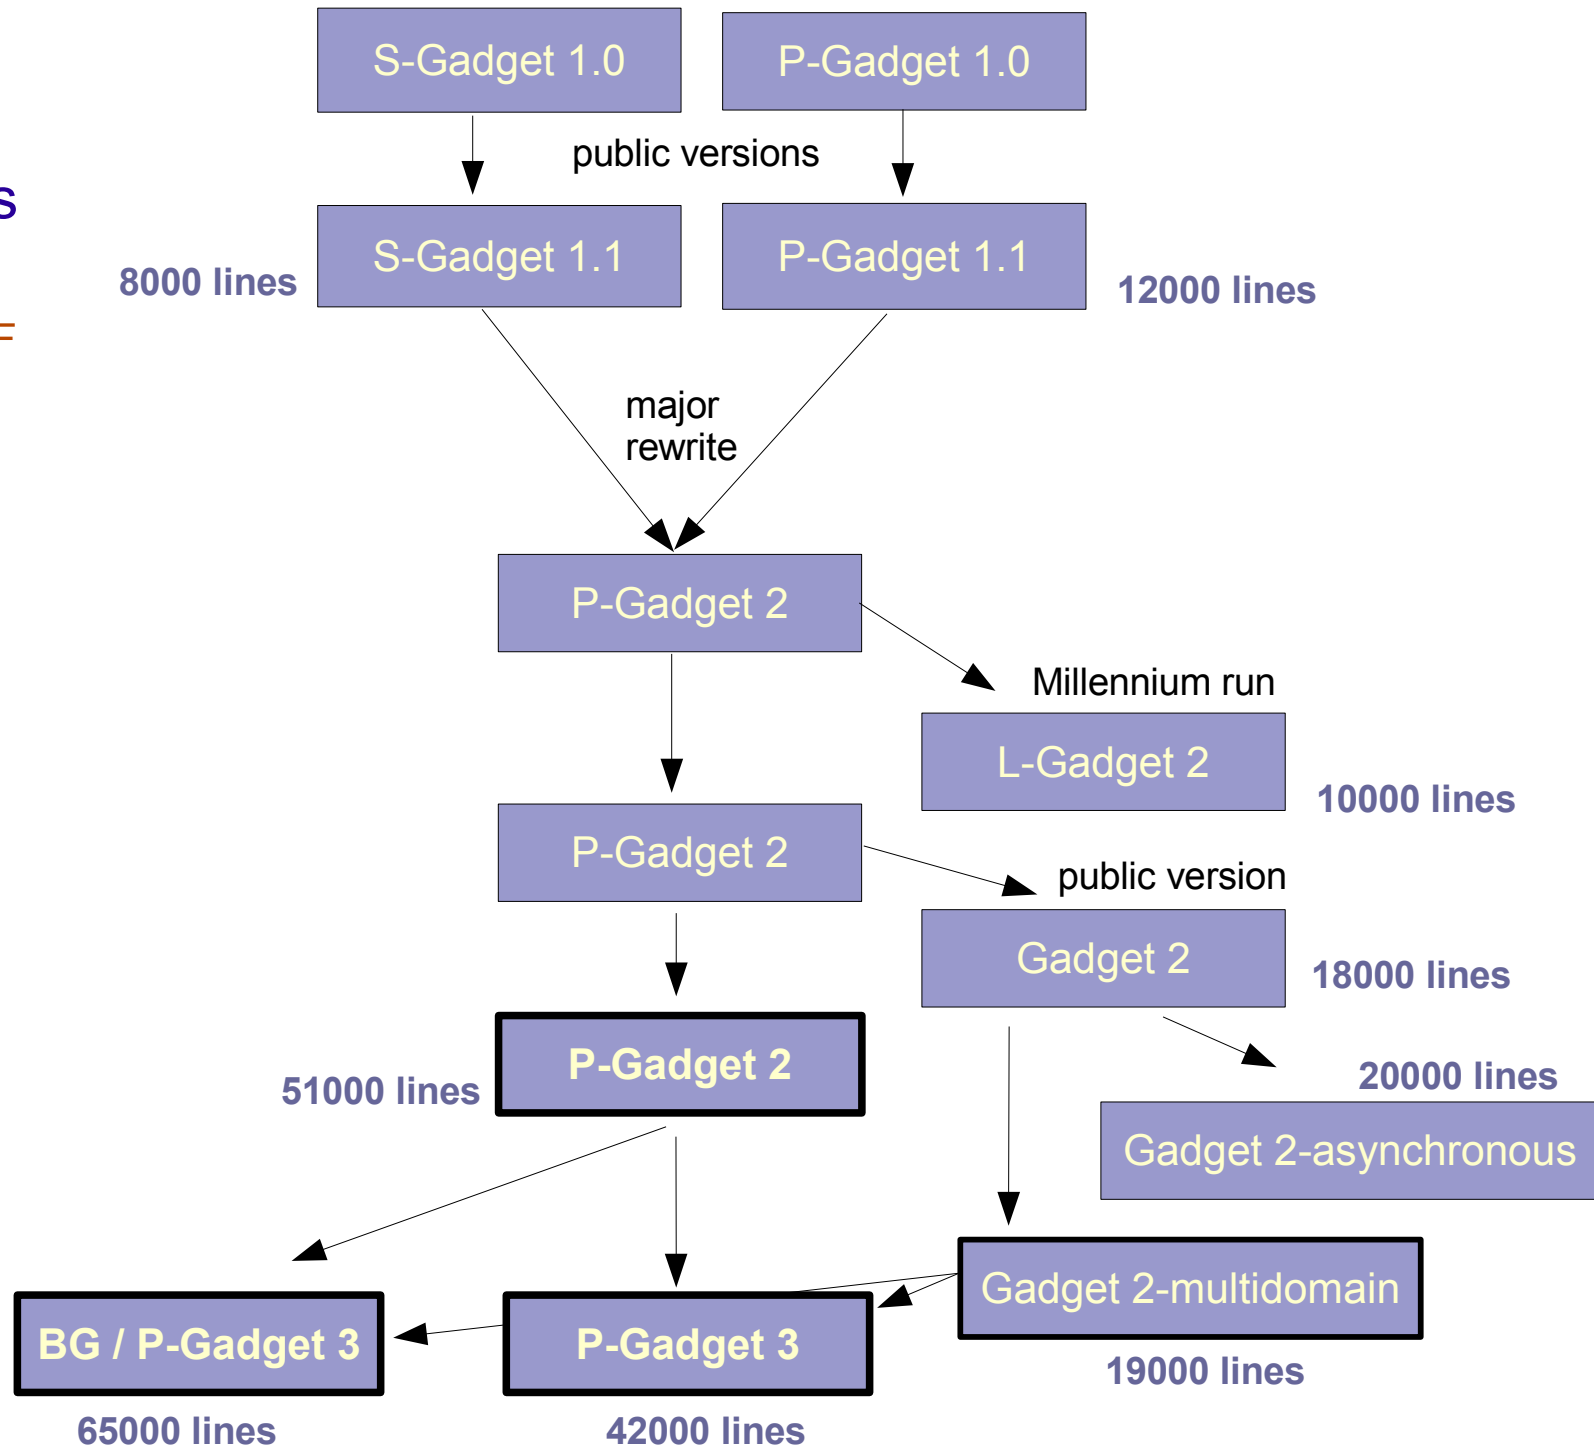 S-Gadget 1.0
P-Gadget 1.0
public versions
s
S-Gadget 1.1
P-Gadget 1.1
8000 lines
12000 lines
major
rewrite
P-Gadget 2
Millennium run
L-Gadget 2
10000 lines
P-Gadget 2
public version
Gadget 2
18000 lines
P-Gadget 2
51000 lines
20000 lines
Gadget 2-asynchronous
Gadget 2-multidomain
BG / P-Gadget 3
P-Gadget 3
19000 lines
65000 lines
42000 lines